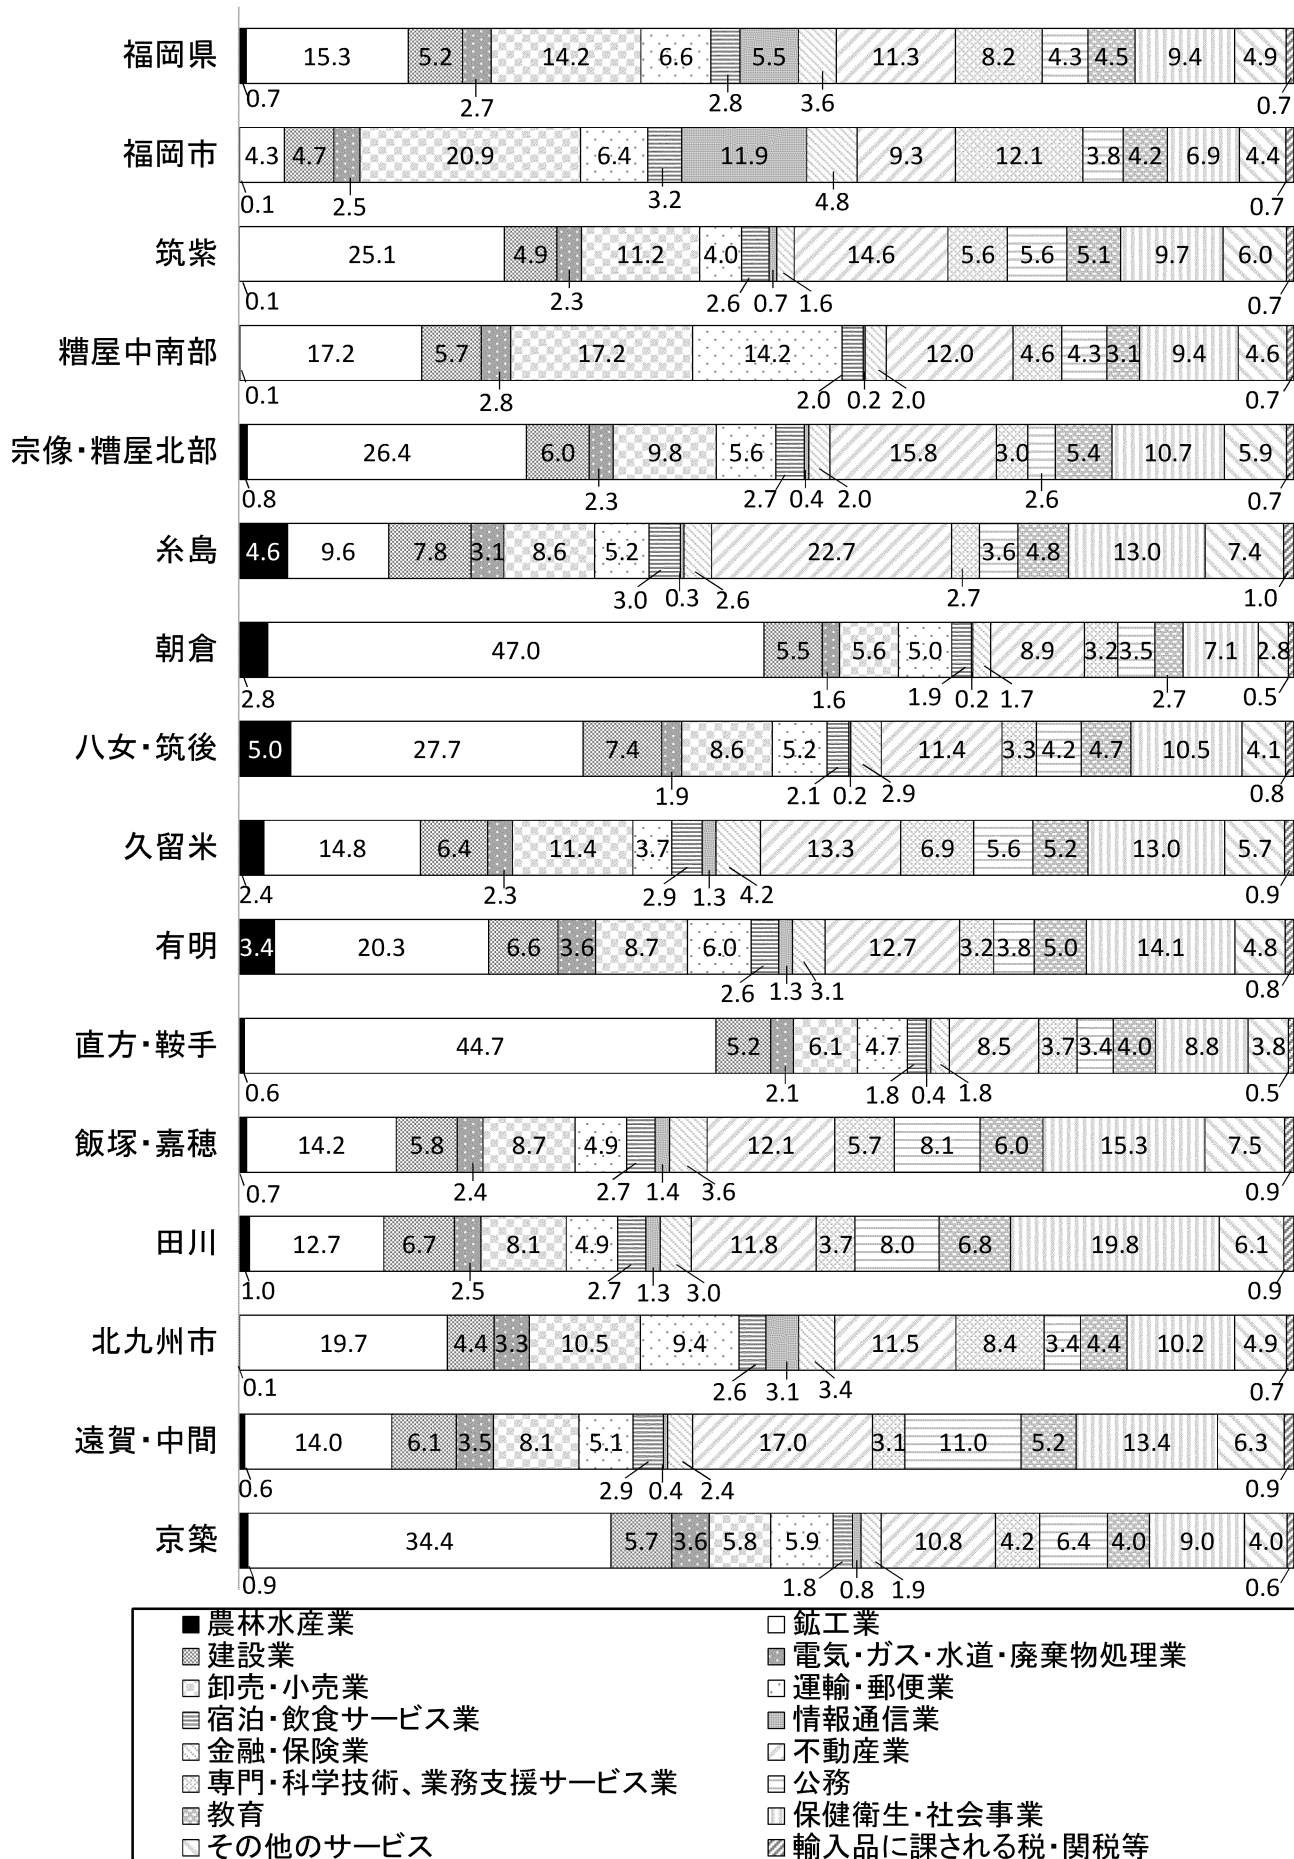 福岡県 15.3 5.2 14.2 6.6 5.5 11.3 8.2 4.3 4.5 9.4 4.9
0.7 2.7 2.8 3.6 0.7
福岡市 4.3 4.7 20.9 6.4 11.9 9.3 12.1 3.8 4.2 6.9 4.4
0.1 2.5 3.2 4.8 0.7
筑紫 25.1 4.9 11.2 4.0 14.6 5.6 5.6 5.1 9.7 6.0
0.1 2.3 2.6 0.7 1.6 0.7
糟屋中南部 17.2 5.7 17.2 14.2 12.0 4.6 4.3 3.1 9.4 4.6
0.1 2.8 2.0 0.2 2.0 0.7
宗像・糟屋北部 26.4 6.0 9.8 5.6 15.8 3.0 5.4 10.7 5.9
0.8 2.3 2.7 0.4 2.0 2.6 0.7
糸島 4.6 9.6 7.8 3.1 8.6 5.2 22.7 3.6 4.8 13.0 7.4
3.0 0.3 2.6 2.7 1.0
朝倉 47.0 5.5 5.6 5.0 8.9 3.2 3.5 7.1 2.8
2.8 1.6 1.9 0.2 1.7 2.7 0.5
八女・筑後 5.0 27.7 7.4 8.6 5.2 11.4 3.3 4.2 4.7 10.5 4.1
1.9 2.1 0.2 2.9 0.8
久留米 14.8 6.4 11.4 3.7 13.3 6.9 5.6 5.2 13.0 5.7
2.4 2.3 2.9 1.3 4.2 0.9
有明 3.4 20.3 6.6 3.6 8.7 6.0 12.7 3.2 3.8 5.0 14.1 4.8
2.6 1.3 3.1 0.8
直方・鞍手 44.7 5.2 6.1 4.7 8.5 3.7 3.4 4.0 8.8 3.8
0.6 2.1 1.8 0.4 1.8 0.5
飯塚・嘉穂 14.2 5.8 8.7 4.9 12.1 5.7 8.1 6.0 15.3 7.5
0.7 2.4 2.7 1.4 3.6 0.9
田川 12.7 6.7 8.1 4.9 11.8 3.7 8.0 6.8 19.8 6.1
1.0 2.5 2.7 1.3 3.0 0.9
北九州市 19.7 4.4 3.3 10.5 9.4 11.5 8.4 3.4 4.4 10.2 4.9
0.1 2.6 3.1 3.4 0.7
遠賀・中間 14.0 6.1 3.5 8.1 5.1 17.0 3.1 11.0 5.2 13.4 6.3
0.6 2.9 0.4 2.4 0.9
京築 34.4 5.7 3.6 5.8 5.9 10.8 4.2 6.4 4.0 9.0 4.0
0.9 1.8 0.8 1.9 0.6
農林水産業 鉱工業
建設業 電気・ガス・水道・廃棄物処理業
卸売・小売業 運輸・郵便業
宿泊・飲食サービス業 情報通信業
金融・保険業 不動産業
専門・科学技術、業務支援サービス業 公務
教育 保健衛生・社会事業
その他のサービス 輸入品に課される税・関税等